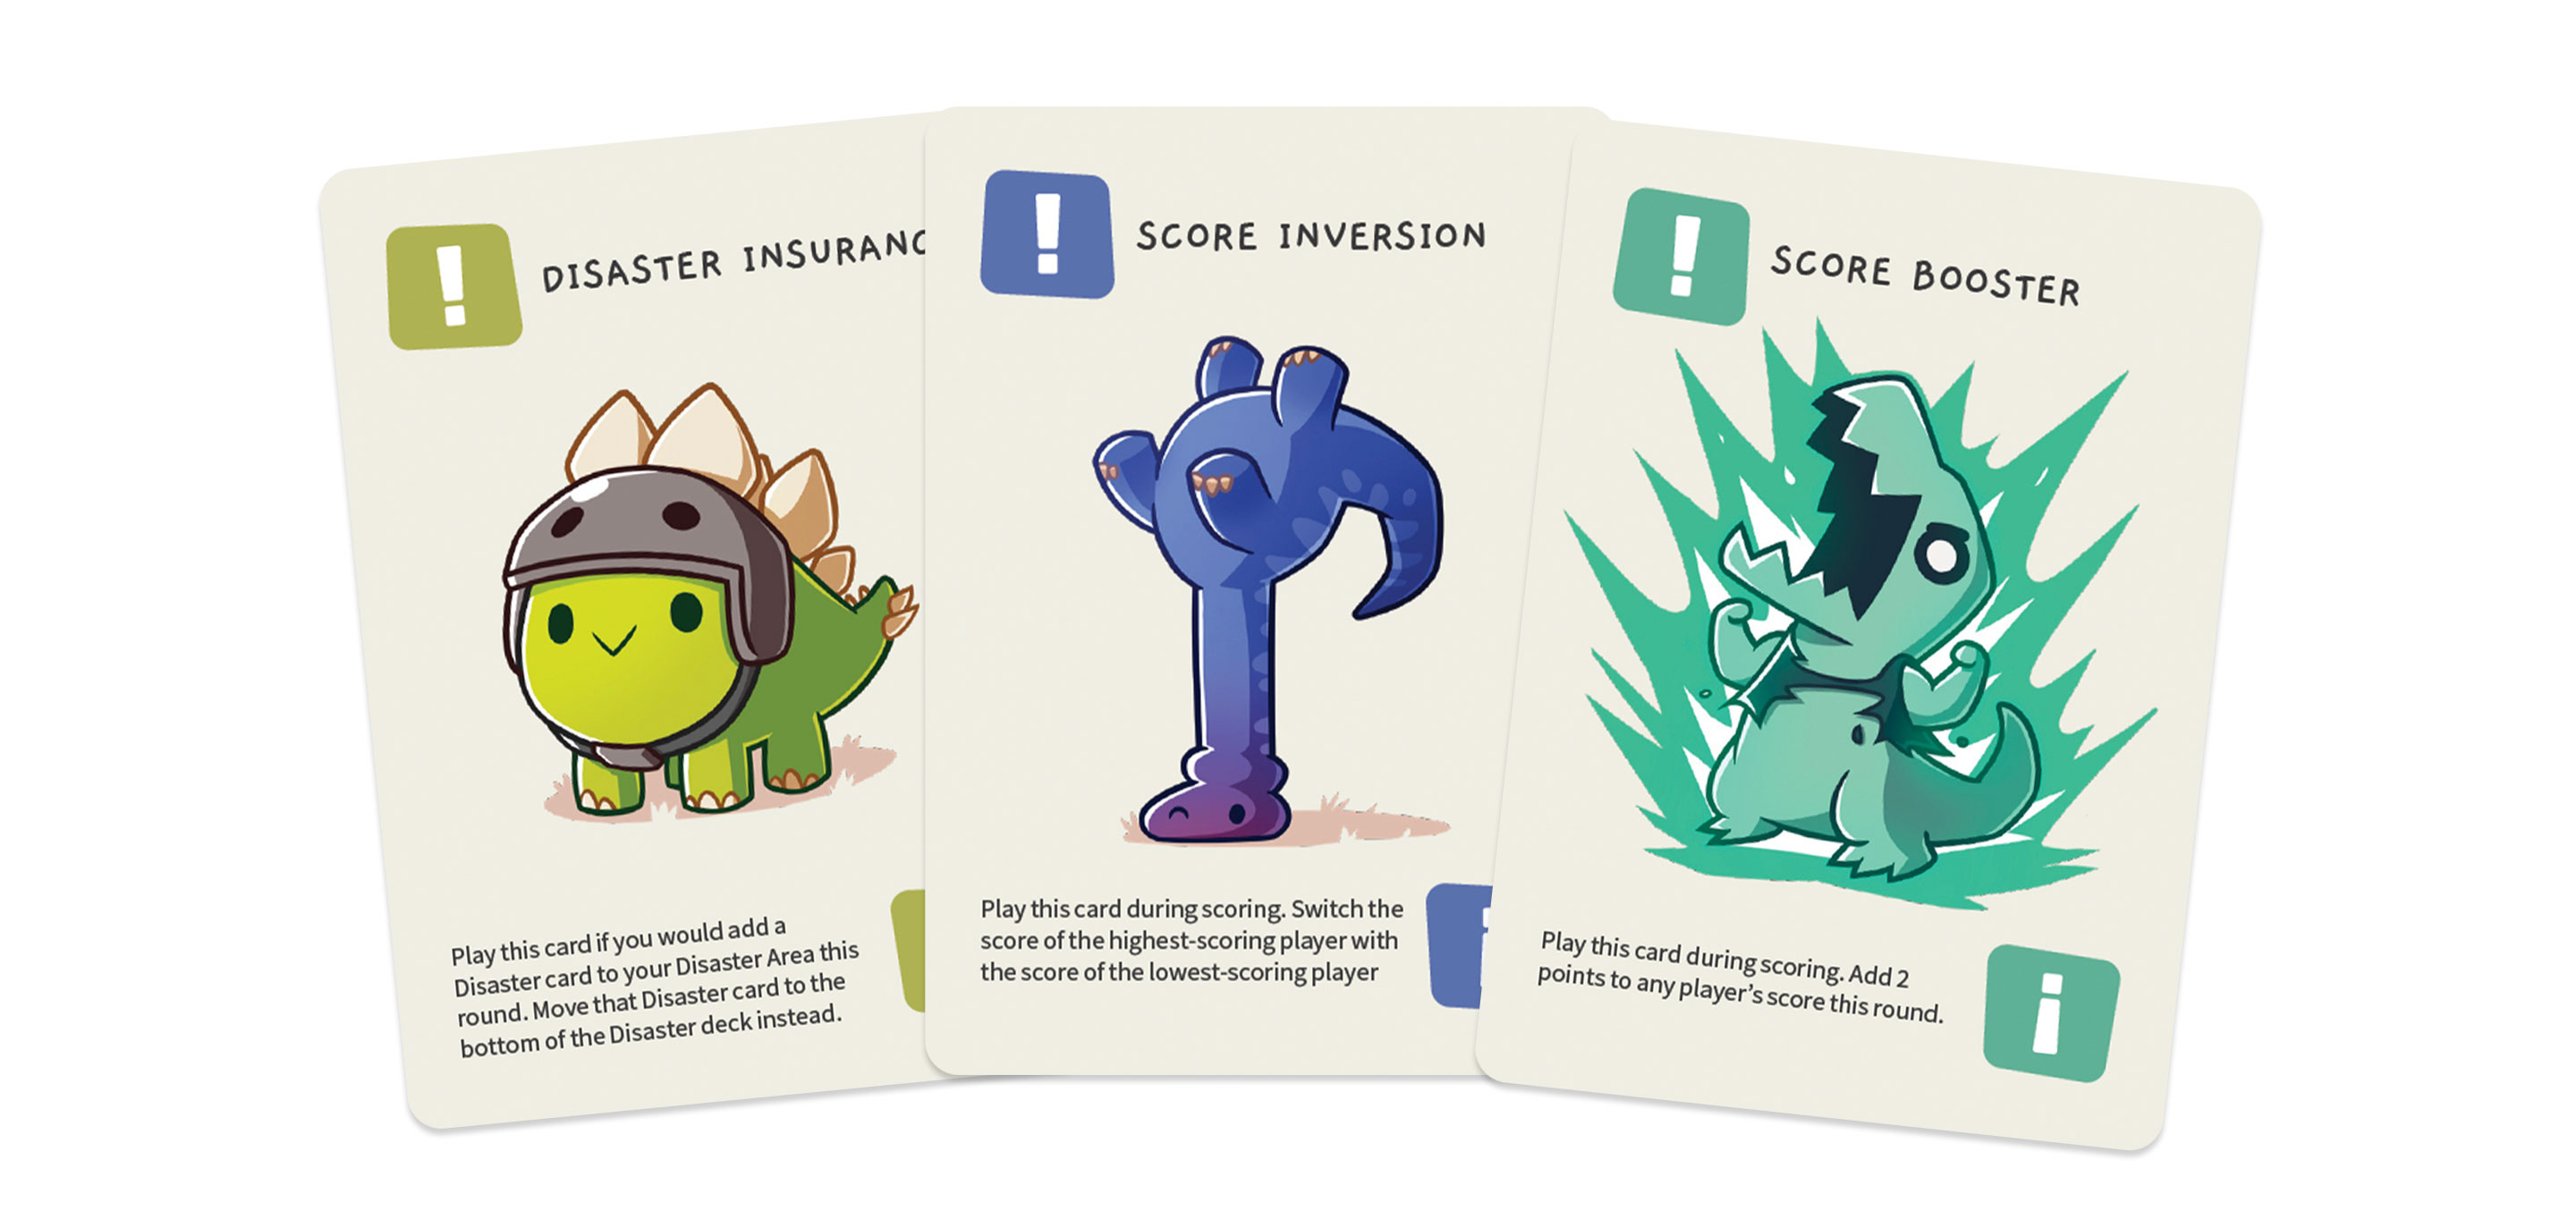 !
DISASTER INSURANC
Play this card if you would add a
Disaster card to your Disaster Area this
round. Move that Disaster card to the
bottom of the Disaster deck instead.
!
SCORE INVERSION
Play this card during scoring. Switch the
score of the highest-scoring player with
the score of the lowest-scoring player
!
SCORE BOOSTER
Play this card during scoring. Add 2
points to any player's score this round.
!